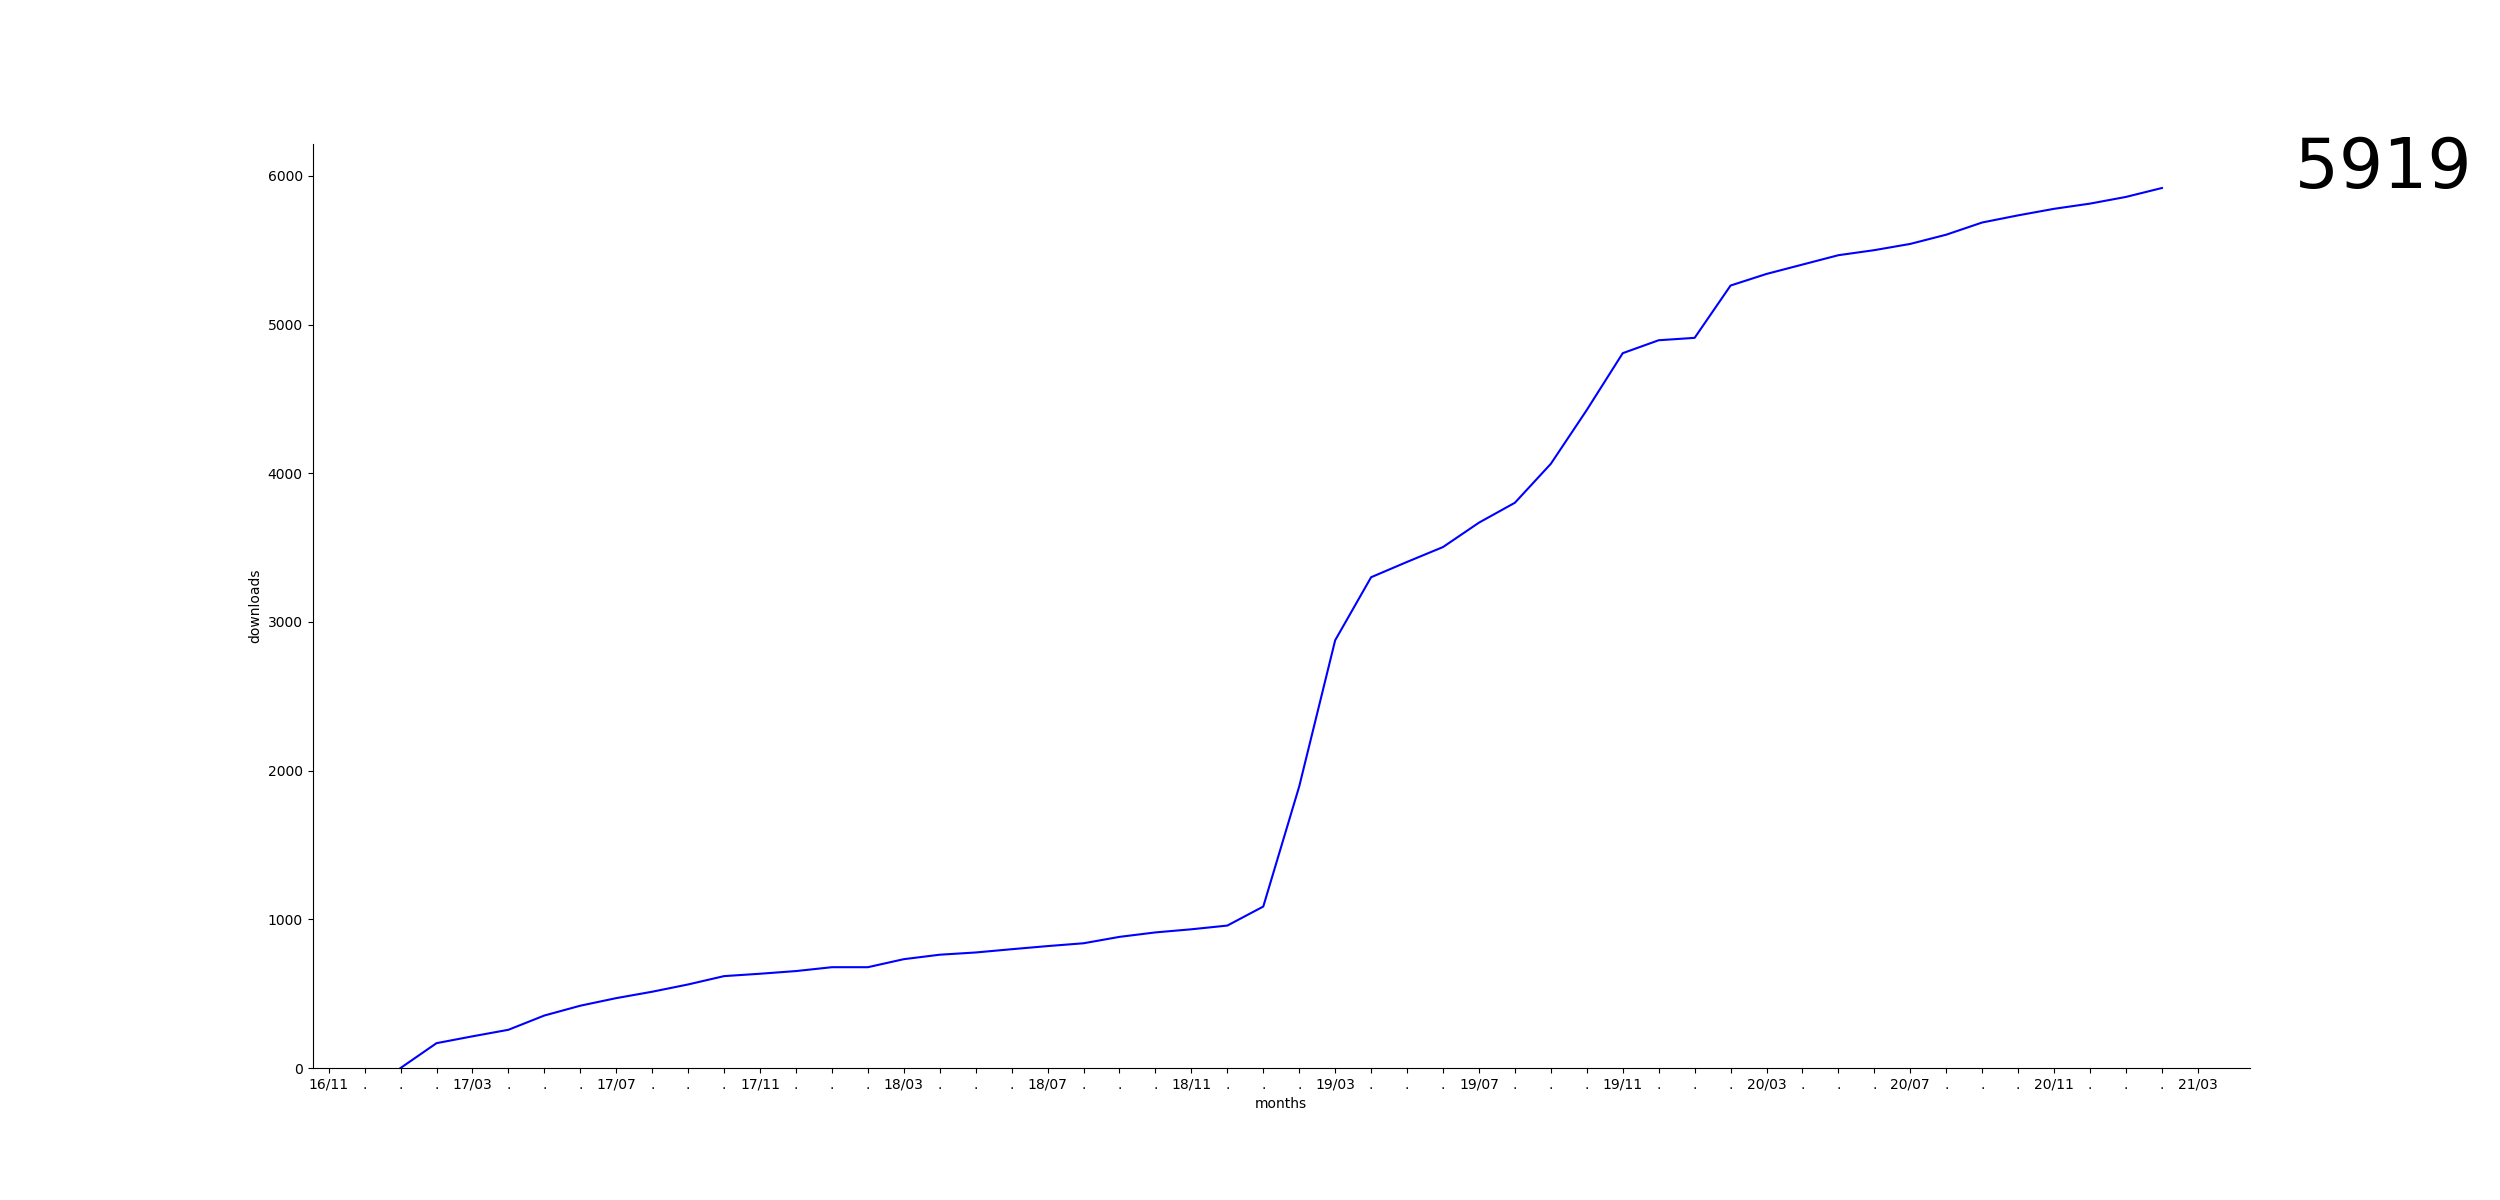 5919
6000
5000
4000
3000
2000
1000
0
downloads
16/11 . . . 17/03 . . . 17/07 . . . 17/11 . . . 18/03 . . . 18/07 . . . 18/11 . . . 19/03 . . . 19/07 . . . 19/11 . . . 20/03 . . . 20/07 . . . 20/11 . . . 21/03
months